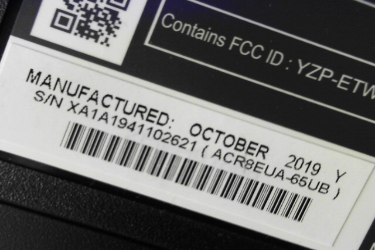 Contains FCC ID : YZP-ETW
MANUFACTURED: OCTOBER 2019 Y
S/N XA1A1941102621 ( ACR8EUA-65UB )